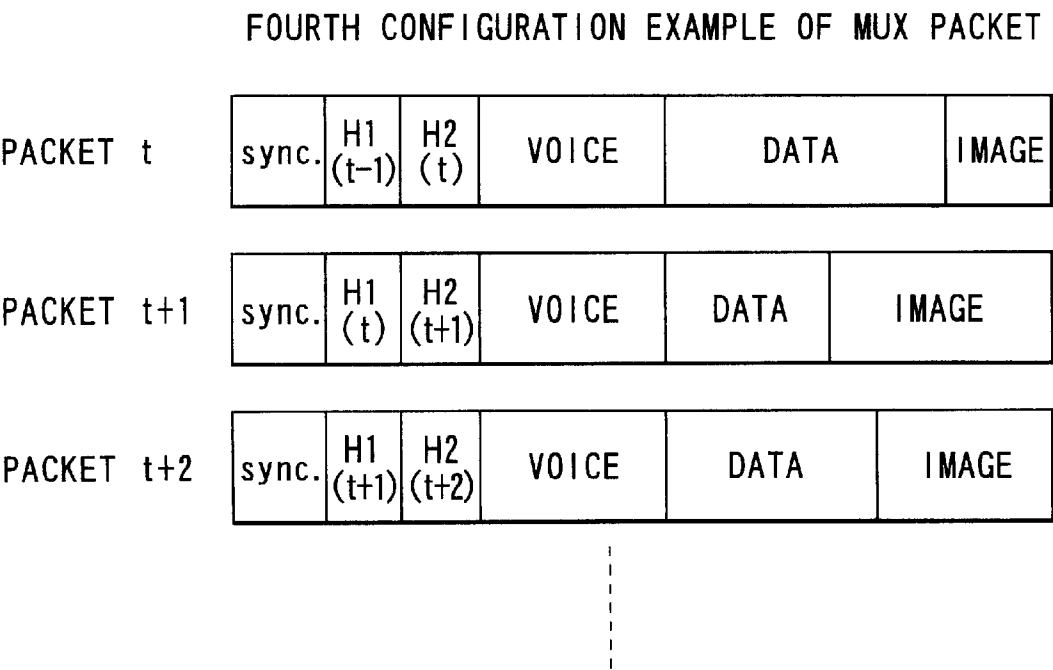 FOURTH CONFIGURATION EXAMPLE OF MUX PACKET
PACKET t
sync.
H1
(t-1)
H2
(t)
VOICE
DATA
IMAGE
PACKET t+1
sync.
H1
(t)
H2
(t+1)
VOICE
DATA
IMAGE
PACKET t+2
sync.
H1
(t+1)
H2
(t+2)
VOICE
DATA
IMAGE